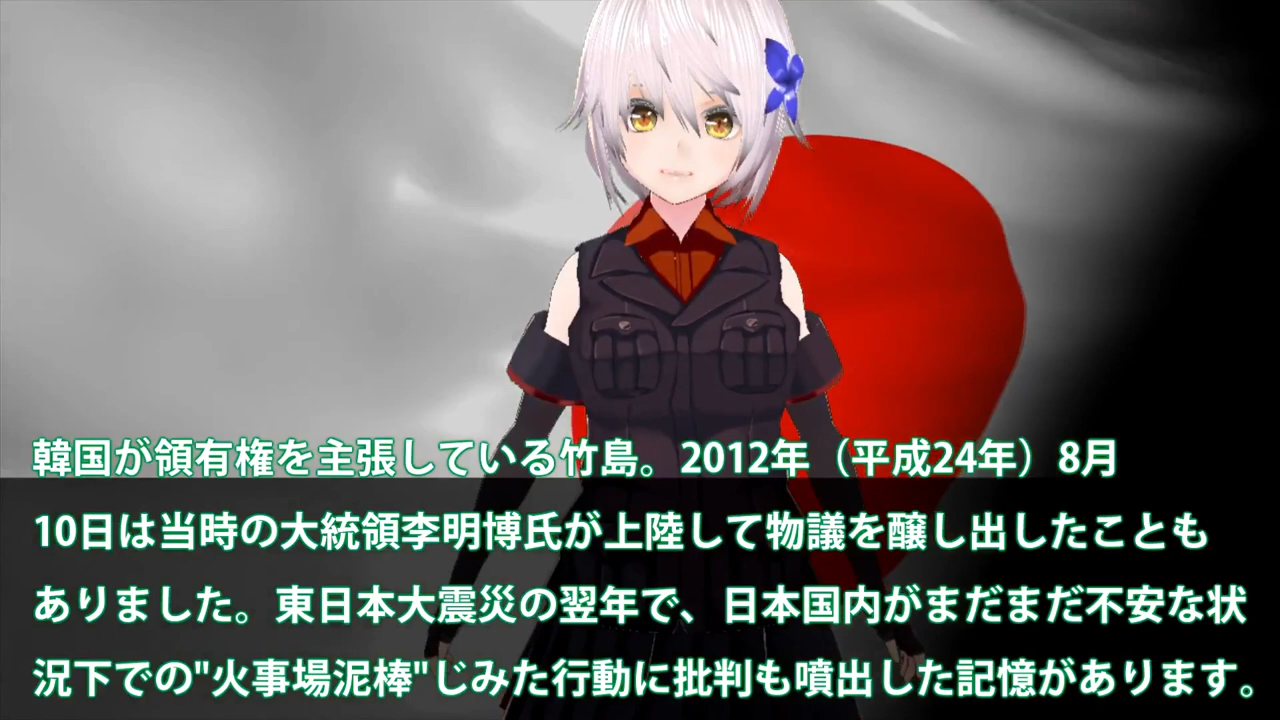 韓国が領有権を主張している竹島。2012年（平成24年）8月
10日は当時の大統領李明博氏が上陸して物議を醸し出したことも
ありました。東日本大震災の翌年で、日本国内がまだまだ不安な状
況下での"火事場泥棒"じみた行動に批判も噴出した記憶があります。